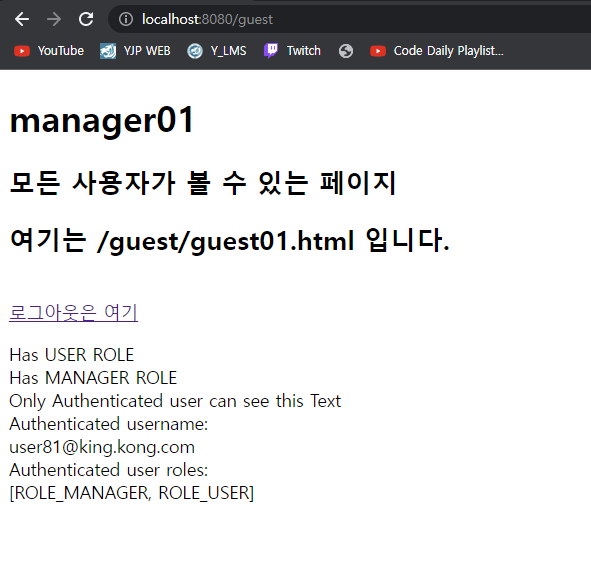 localhost:8080/guest
YouTube YJP WEB Y_LMS Twitch Code Daily Playlist...
manager01
모든 사용자가 볼 수 있는 페이지
여기는 /guest/guest01.html 입니다.
로그아웃은 여기
Has USER ROLE
Has MANAGER ROLE
Only Authenticated user can see this Text
Authenticated username:
user81@king.kong.com
Authenticated user roles:
[ROLE_MANAGER, ROLE_USER]